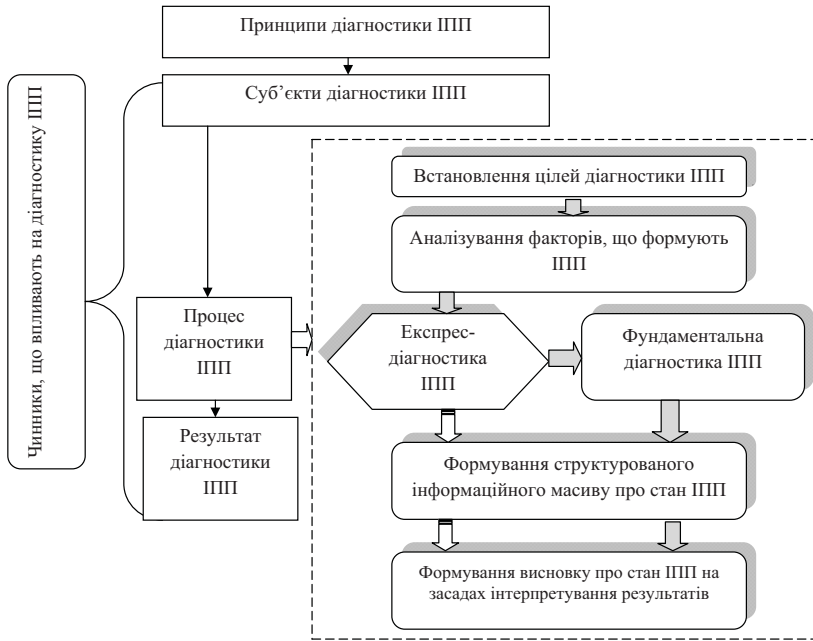 Принципи діагностики ІПП
Суб’єкти діагностики ІПП
Чинники, що впливають на діагностику ІПП
Процес
діагностики
ІПП
Результат
діагностики
ІПП
Встановлення цілей діагностики ІПП
Аналізування факторів, що формують
ІПП
Експрес-
діагностика
ІПП
Фундаментальна
діагностика ІПП
Формування структурованого
інформаційного масиву про стан ІПП
Формування висновку про стан ІПП на
засадах інтерпретування результатів